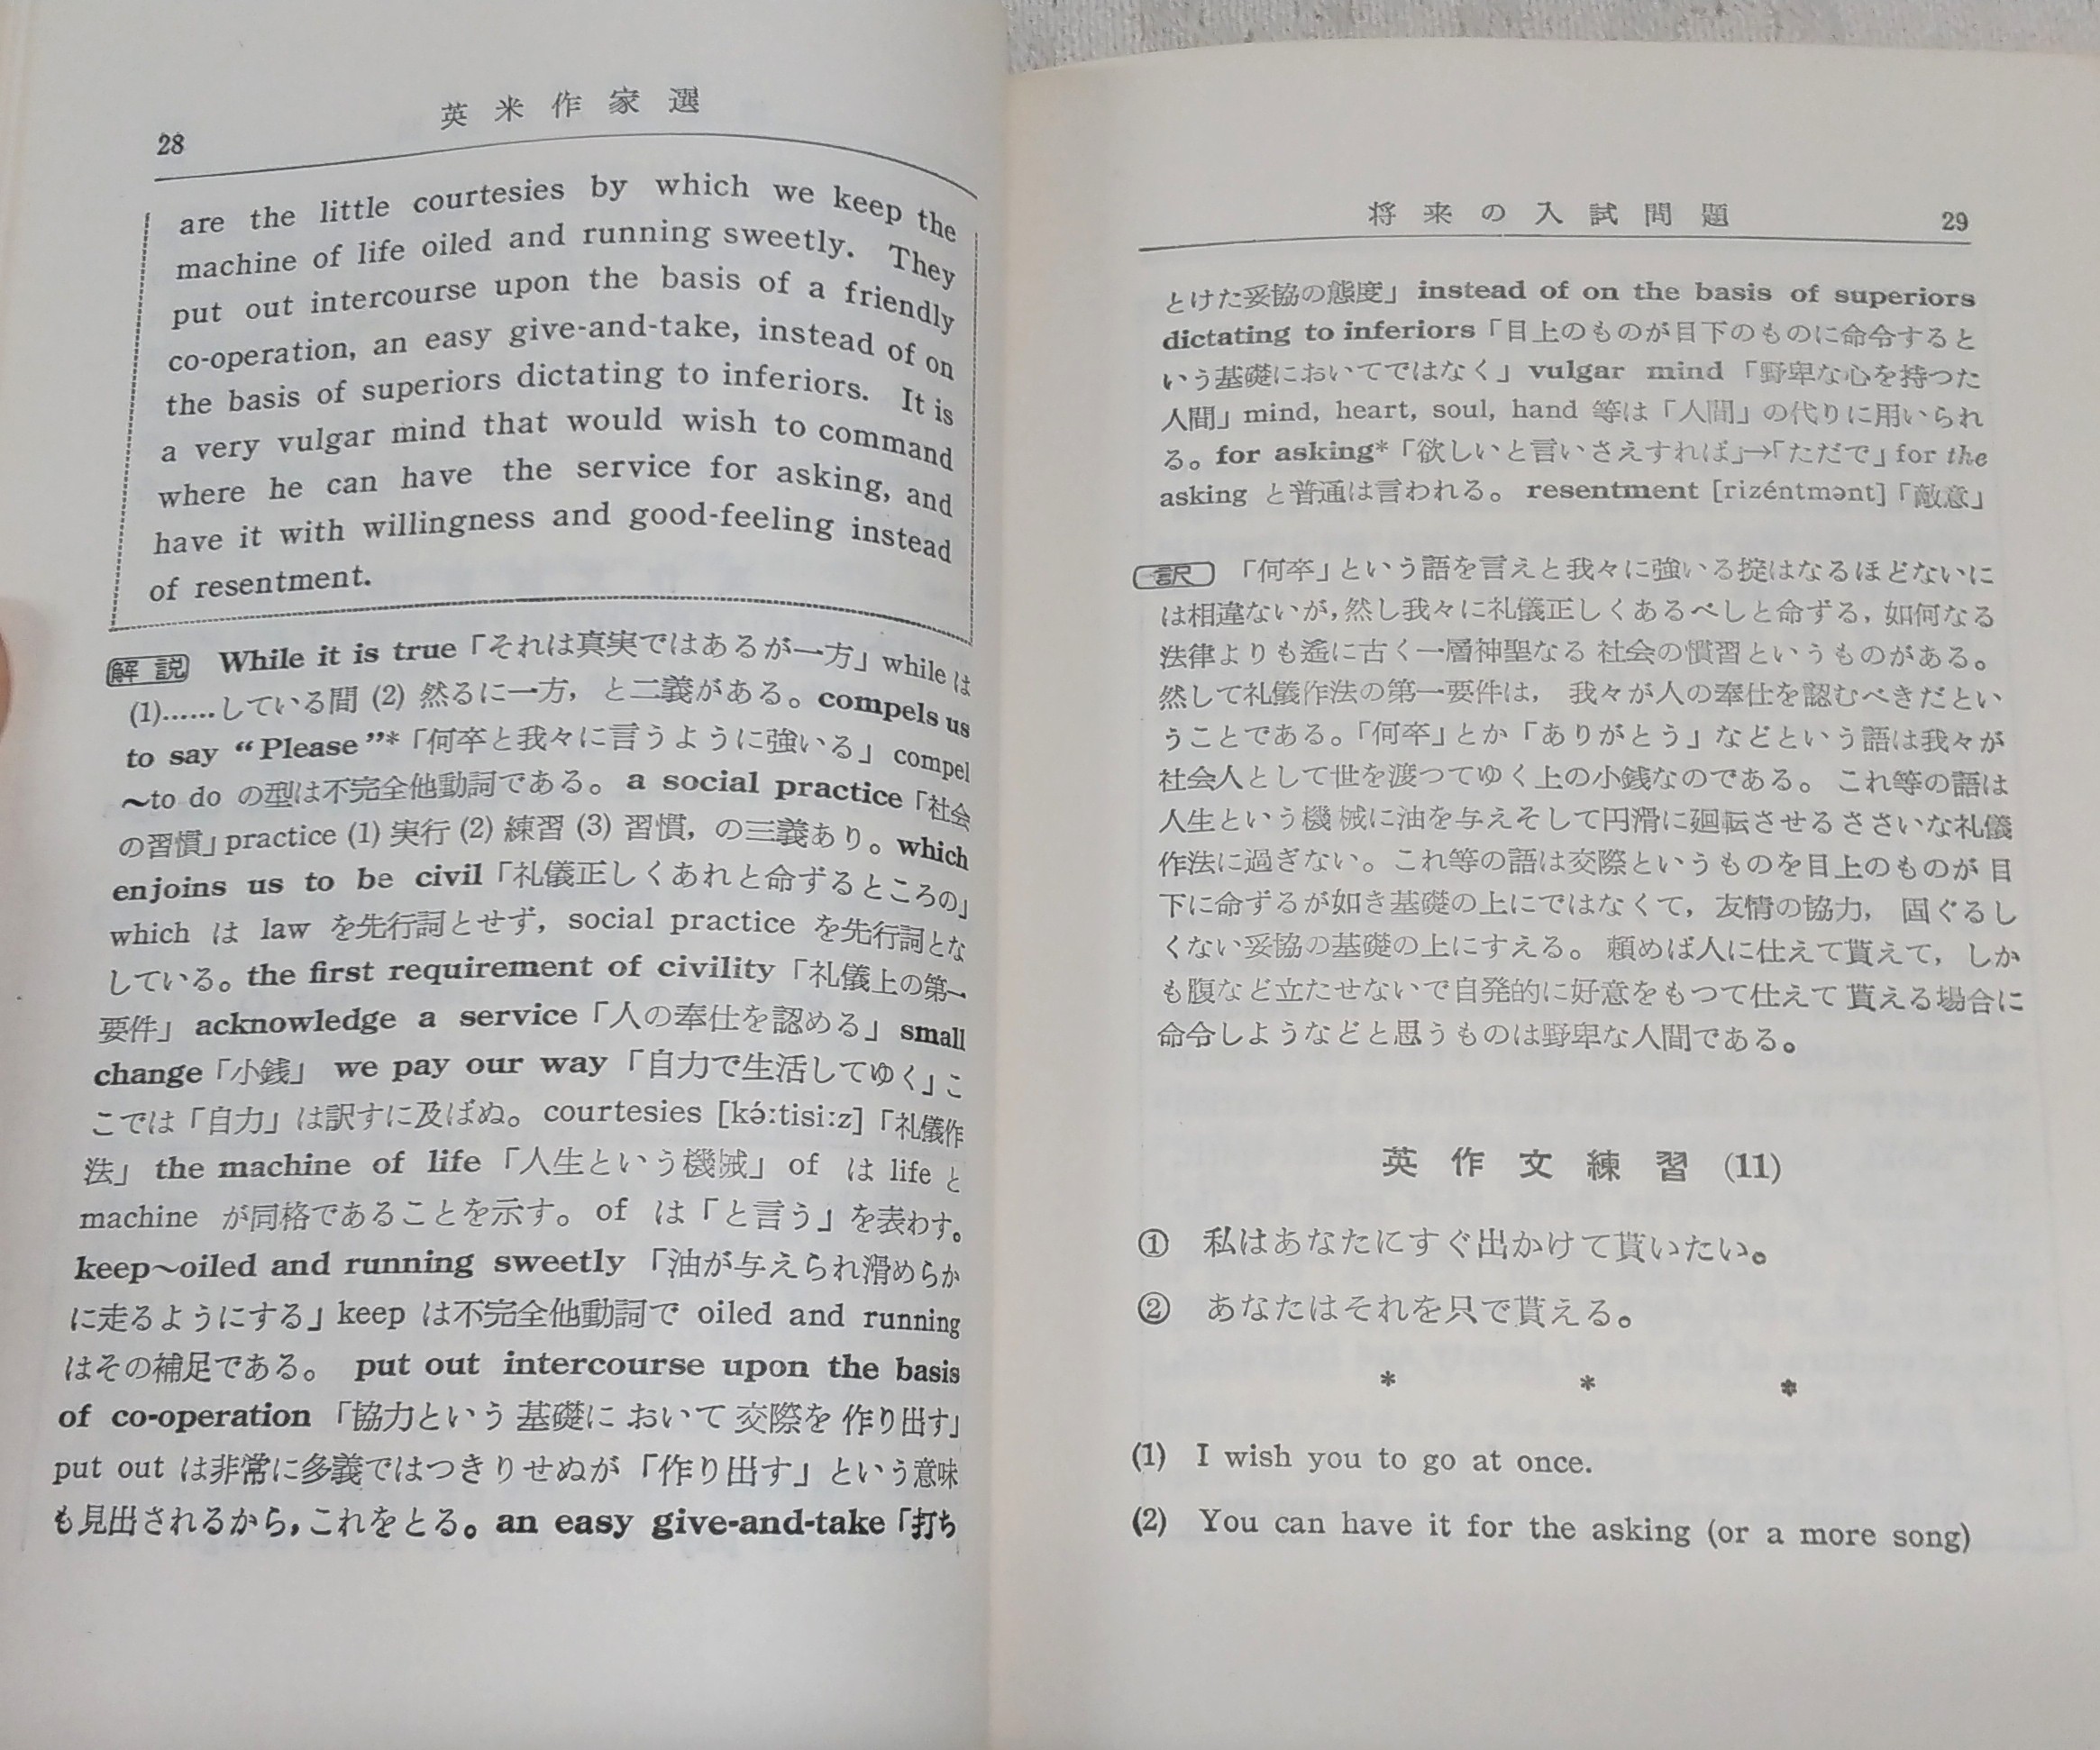 28
英米作家選
are the little courtesies by which we keep the
machine of life oiled and running sweetly. They
put out intercourse upon the basis of a friendly
co-operation, an easy give-and-take, instead of on
the basis of superiors dictating to inferiors. It is
a very vulgar mind that would wish to command
where he can have the service for asking, and
have it with willingness and good-feeling instead
of resentment.
解説 While it is true「それは真実ではあるが一方」while は
(1)……している間 (2) 然るに一方, と二義がある。compels us
to say “Please”*「何卒と我々に言うように強いる」compel
～to do の型は不完全他動詞である。a social practice「社会
の習慣」practice (1) 実行 (2) 練習 (3) 習慣, の三義あり。which
enjoins us to be civil「礼儀正しくあれと命ずるところの」
which は law を先行詞とせず, social practice を先行詞とな
している。the first requirement of civility「礼儀上の第一
要件」acknowledge a service「人の奉仕を認める」small
change「小銭」we pay our way「自力で生活してゆく」こ
こでは「自力」は訳すに及ばぬ。courtesies [kə́:tisi:z]「礼儀作
法」the machine of life「人生という機械」of は life と
machine が同格であることを示す。of は「と言う」を表わす。
keep～oiled and running sweetly「油が与えられ滑めらか
に走るようにする」keep は不完全他動詞で oiled and running
はその補足である。put out intercourse upon the basis
of co-operation「協力という基礎において交際を作り出す」
put out は非常に多義ではつきりせぬが「作り出す」という意味
も見出されるから,これをとる。an easy give-and-take「打ち
将来の入試問題
29
とけた妥協の態度」instead of on the basis of superiors
dictating to inferiors「目上のものが目下のものに命令すると
いう基礎においてではなく」vulgar mind「野卑な心を持つた
人間」mind, heart, soul, hand 等は「人間」の代りに用いられ
る。for asking*「欲しいと言いさえすれば」→「ただで」for the
asking と普通は言われる。resentment [rizéntmənt]「敵意」
訳 「何卒」という語を言えと我々に強いる掟はなるほどないに
は相違ないが,然し我々に礼儀正しくあるべしと命ずる, 如何なる
法律よりも遙に古く一層神聖なる社会の慣習というものがある。
然して礼儀作法の第一要件は, 我々が人の奉仕を認むべきだとい
うことである。「何卒」とか「ありがとう」などという語は我々が
社会人として世を渡つてゆく上の小銭なのである。これ等の語は
人生という機械に油を与えそして円滑に廻転させるささいな礼儀
作法に過ぎない。これ等の語は交際というものを目上のものが目
下に命ずるが如き基礎の上にではなくて, 友情の協力, 固ぐるし
くない妥協の基礎の上にすえる。頼めば人に仕えて貰えて, しか
も腹など立たせないで自発的に好意をもつて仕えて貰える場合に
命令しようなどと思うものは野卑な人間である。
英作文練習 (11)
① 私はあなたにすぐ出かけて貰いたい。
② あなたはそれを只で貰える。
* * *
(1) I wish you to go at once.
(2) You can have it for the asking (or a more song)